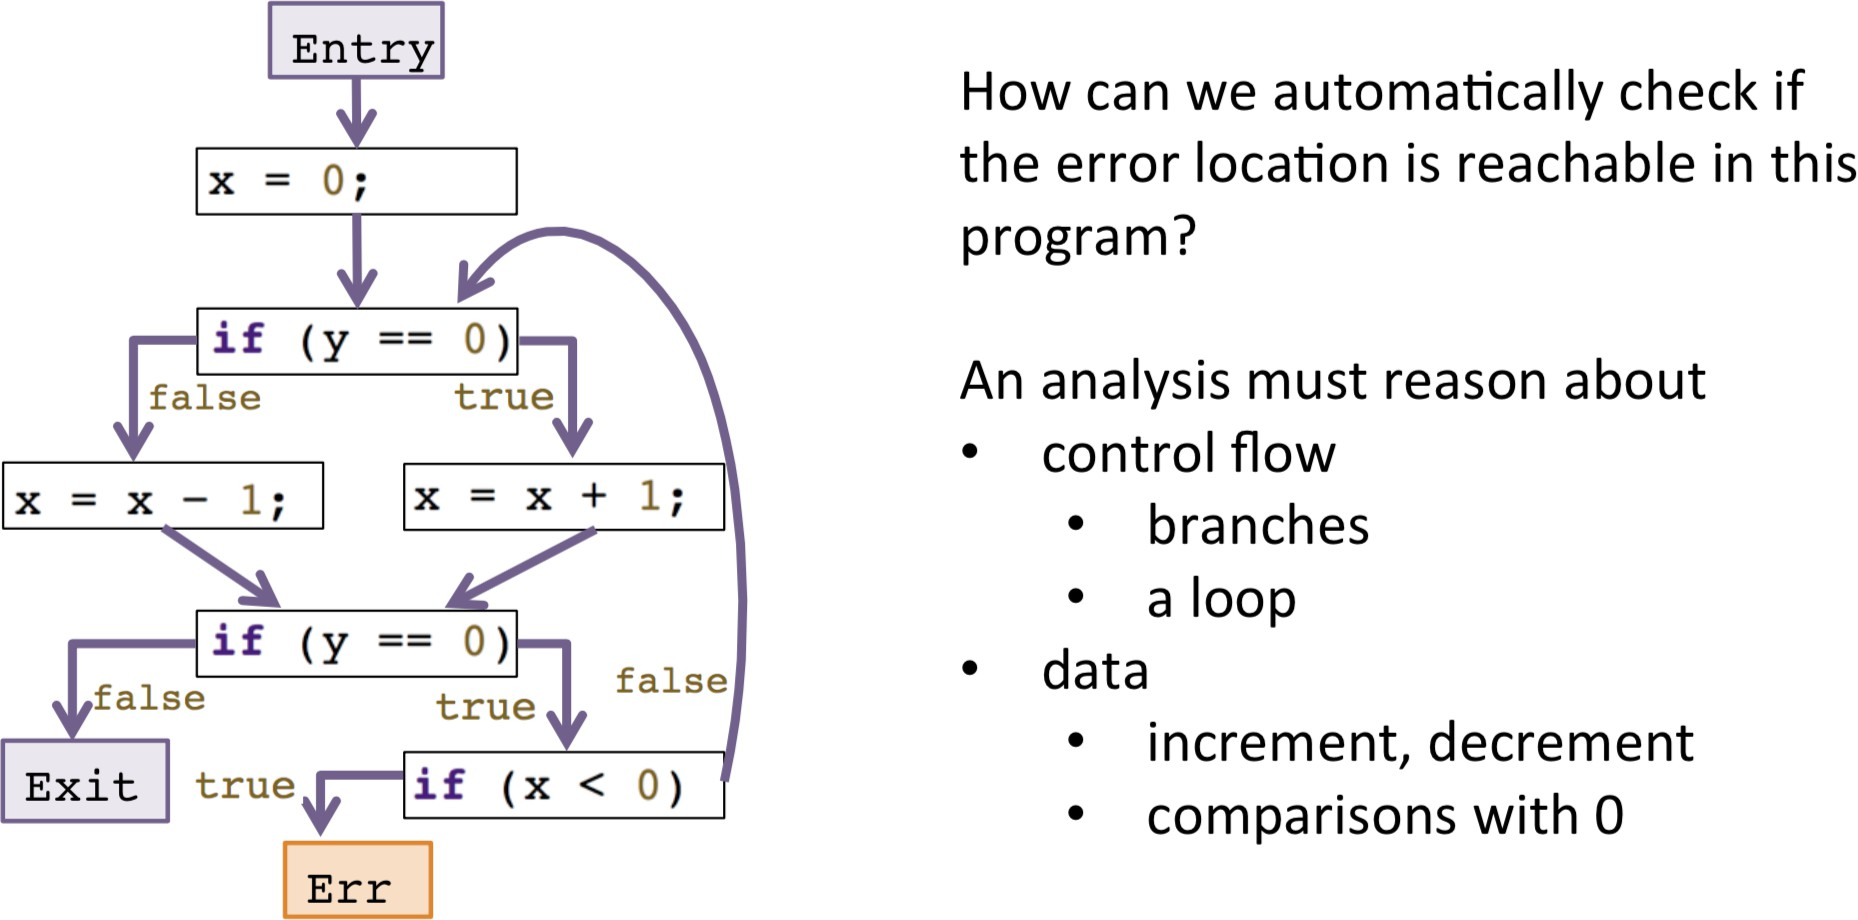 Entry
x = 0;
if (y == 0)
false
true
x = x - 1;
x = x + 1;
if (y == 0)
false
true
false
Exit
true
if (x < 0)
Err
How can we automatically check if
the error location is reachable in this
program?
An analysis must reason about
• control flow
• branches
• a loop
• data
• increment, decrement
• comparisons with 0